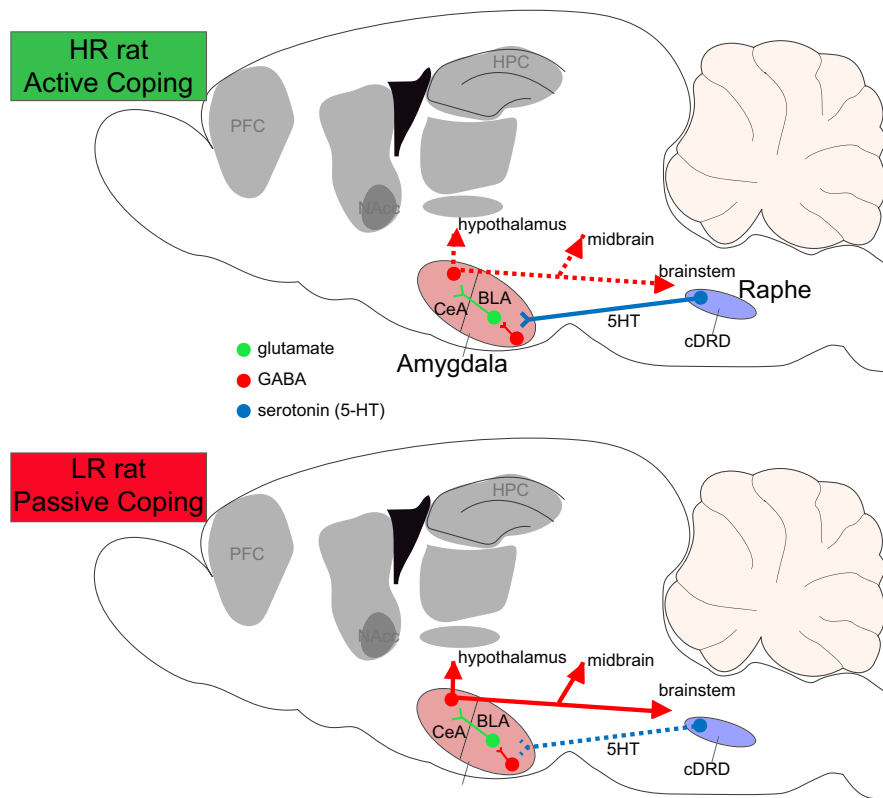 HR rat
Active Coping
PFC
HPC
NAcc
hypothalamus
midbrain
brainstem
Raphe
BLA
CeA
5HT
cDRD
Amygdala
glutamate
GABA
serotonin (5-HT)
LR rat
Passive Coping
PFC
HPC
NAcc
hypothalamus
midbrain
brainstem
BLA
CeA
5HT
cDRD